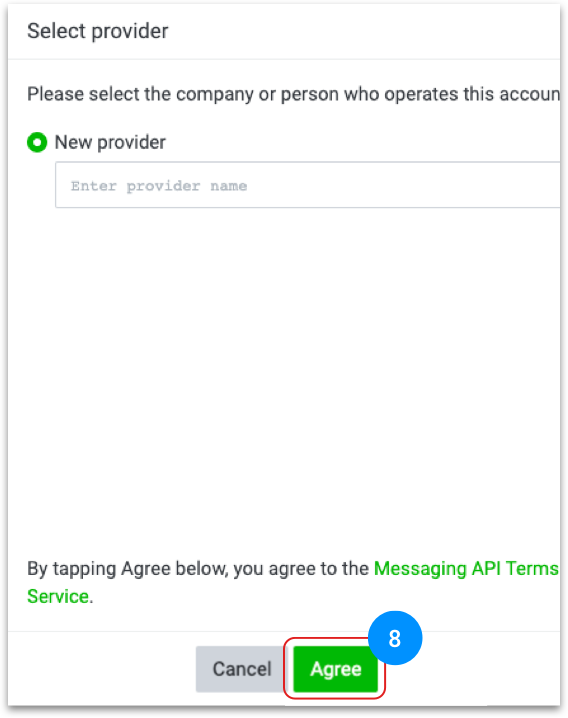 Select provider
Please select the company or person who operates this accoun
New provider
Enter provider name
By tapping Agree below, you agree to the Messaging API Terms
Service.
8
Cancel
Agree